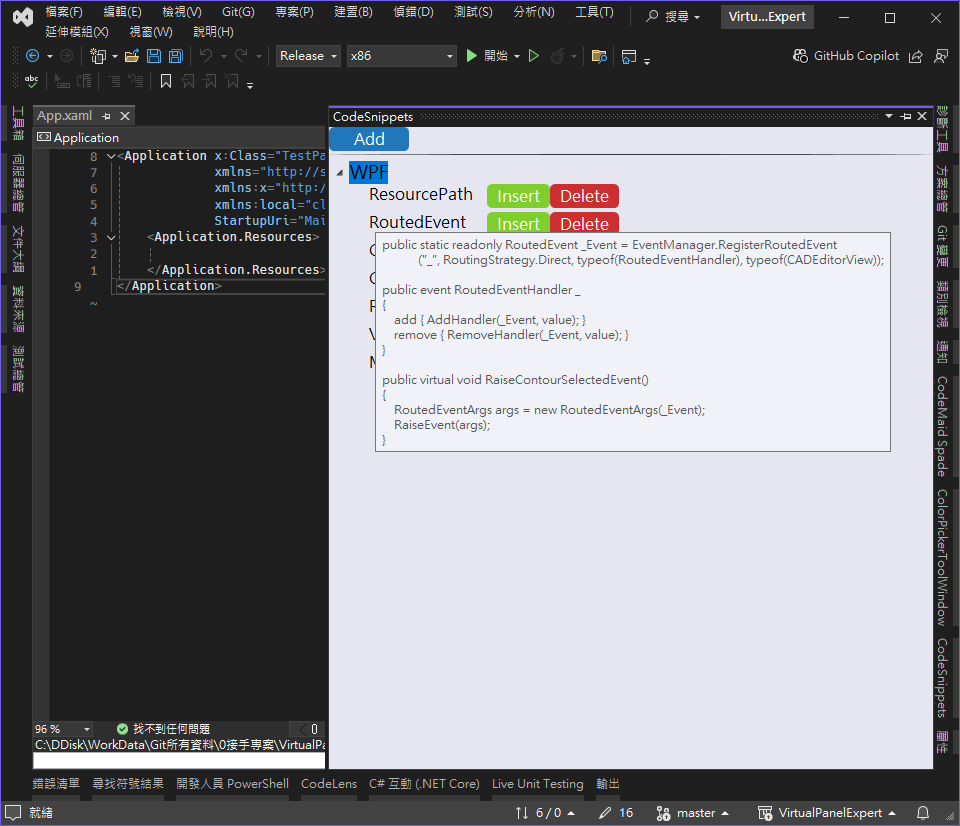 檔案(F) 編輯(E) 檢視(V) Git(G) 專案(P) 建置(B) 偵錯(D) 測試(S) 分析(N) 工具(T) 搜尋 Virtu...Expert
延伸模組(X) 視窗(W) 說明(H)
Release x86 開始 GitHub Copilot
abc
工具箱
伺服器總管
文件大綱
資料來源
測試總管
App.xaml
Application
8 <Application x:Class="TestPa
7 xmlns="http://s
6 xmlns:x="http:/
5 xmlns:local="cl
4 StartupUri="Mai
3 <Application.Resources>
2
1 </Application.Resources>
9 </Application>
~
96 % 找不到任何問題 0
C:\DDisk\WorkData\Git所有資料\0接手專案\VirtualPa
CodeSnippets
Add
WPF
ResourcePath Insert Delete
RoutedEvent Insert Delete
public static readonly RoutedEvent _Event = EventManager.RegisterRoutedEvent
("_", RoutingStrategy.Direct, typeof(RoutedEventHandler), typeof(CADEditorView));
public event RoutedEventHandler _
{
add { AddHandler(_Event, value); }
remove { RemoveHandler(_Event, value); }
}
public virtual void RaiseContourSelectedEvent()
{
RoutedEventArgs args = new RoutedEventArgs(_Event);
RaiseEvent(args);
}
診斷工具
方案總管
Git 變更
類別檢視
通知
CodeMaid Spade
ColorPickerToolWindow
CodeSnippets
屬性
錯誤清單 尋找符號結果 開發人員 PowerShell CodeLens C# 互動 (.NET Core) Live Unit Testing 輸出
就緒 6 / 0 16 master VirtualPanelExpert